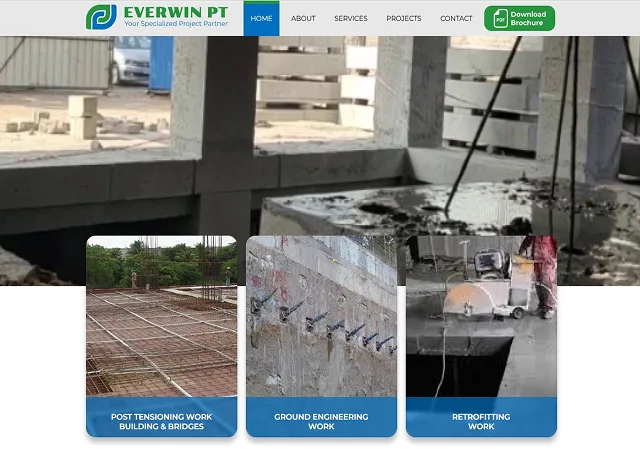 EVERWIN PT
Your Specialized Project Partner
HOME
ABOUT
SERVICES
PROJECTS
CONTACT
PDF
Download
Brochure
POST TENSIONING WORK
BUILDING & BRIDGES
GROUND ENGINEERING
WORK
RETROFITTING
WORK